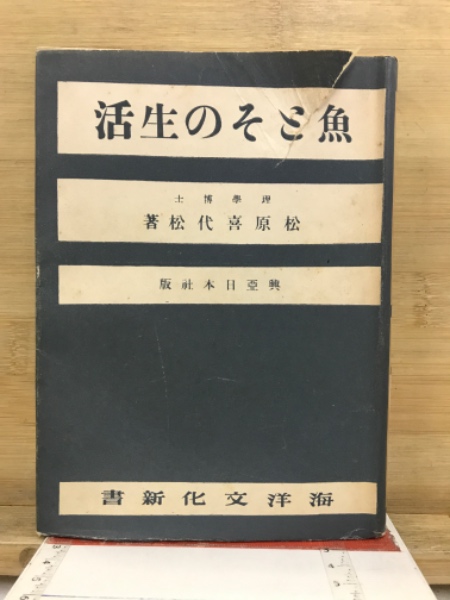 魚とその生活
理學博士
松原喜代松著
興亞日本社版
海洋文化新書